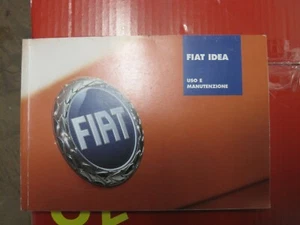 FIAT IDEA
USO E
MANUTENZIONE
FIAT